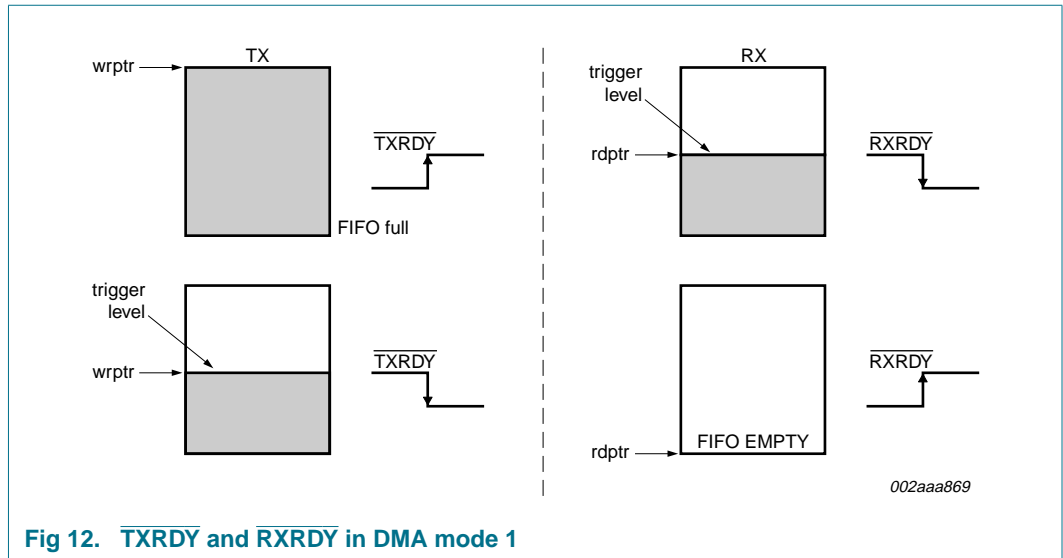 TX
wrptr
TXRDY
FIFO full
trigger
level
wrptr
TXRDY
RX
trigger
level
rdptr
RXRDY
RXRDY
FIFO EMPTY
rdptr
002aaa869
Fig 12. TXRDY and RXRDY in DMA mode 1